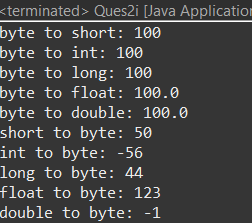 <terminated> Ques2i [Java Application
byte to short: 100
byte to int: 100
byte to long: 100
byte to float: 100.0
byte to double: 100.0
short to byte: 50
int to byte: -56
long to byte: 44
float to byte: 123
double to byte: -1